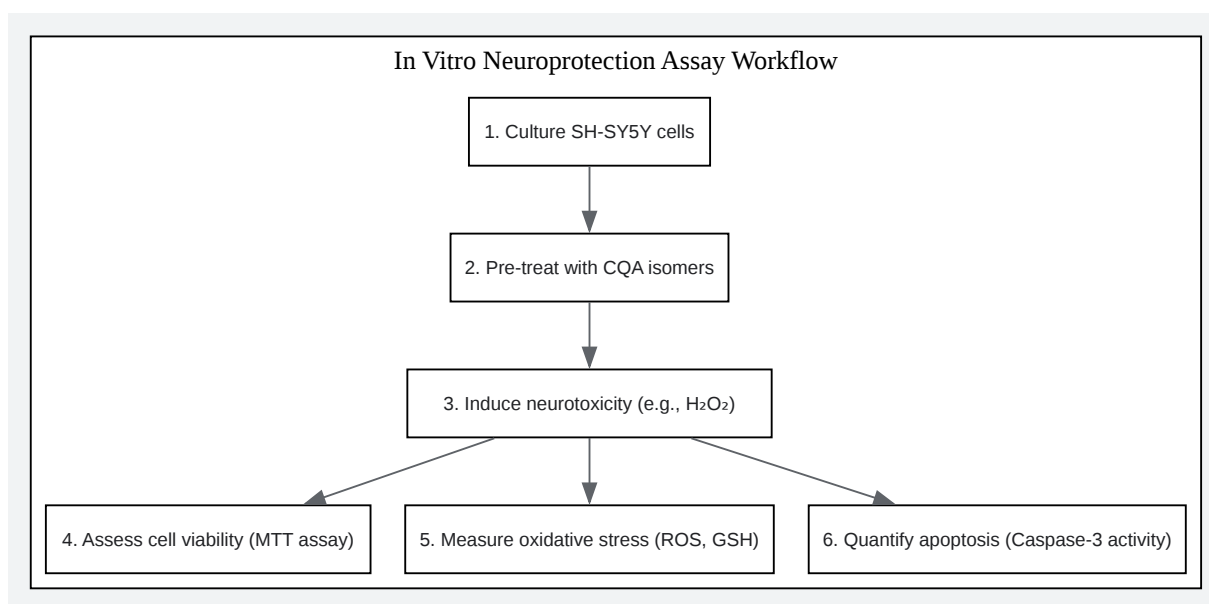 In Vitro Neuroprotection Assay Workflow
1. Culture SH-SY5Y cells
2. Pre-treat with CQA isomers
3. Induce neurotoxicity (e.g., H₂O₂)
4. Assess cell viability (MTT assay)
5. Measure oxidative stress (ROS, GSH)
6. Quantify apoptosis (Caspase-3 activity)